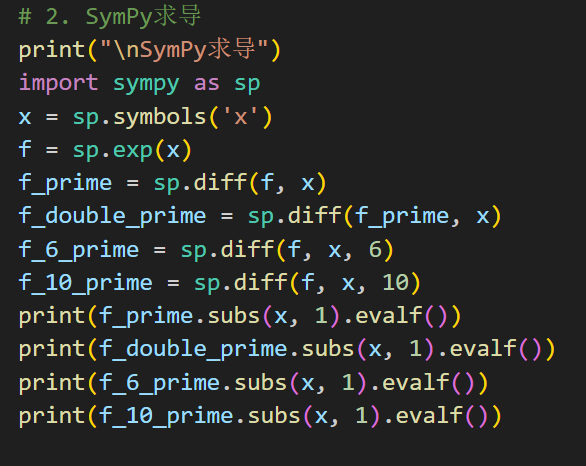 # 2. SymPy求导
print("\nSymPy求导")
import sympy as sp
x = sp.symbols('x')
f = sp.exp(x)
f_prime = sp.diff(f, x)
f_double_prime = sp.diff(f_prime, x)
f_6_prime = sp.diff(f, x, 6)
f_10_prime = sp.diff(f, x, 10)
print(f_prime.subs(x, 1).evalf())
print(f_double_prime.subs(x, 1).evalf())
print(f_6_prime.subs(x, 1).evalf())
print(f_10_prime.subs(x, 1).evalf())